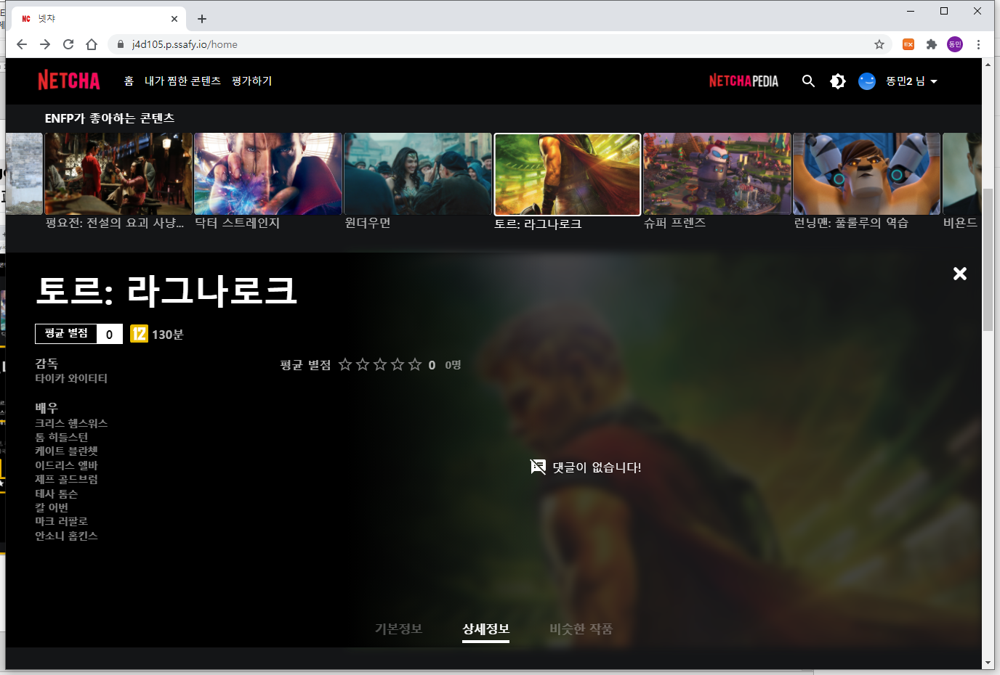 NC 넷챠
j4d105.p.ssafy.io/home
동민
NETCHA 홈 내가 찜한 콘텐츠 평가하기 NETCHAPEDIA 똥민2 님
ENFP가 좋아하는 콘텐츠
평요전: 전설의 요괴 사냥... 닥터 스트레인지 원더우먼 토르: 라그나로크 슈퍼 프렌즈 런닝맨: 풀룰루의 역습 비욘드
토르: 라그나로크
평균 별점 0 12 130분
감독
타이카 와이티티
평균 별점 0 0명
배우
크리스 헴스워스
톰 히들스턴
케이트 블란쳇
이드리스 엘바
제프 골드브럼
테사 톰슨
칼 어번
마크 러팔로
안소니 홉킨스
댓글이 없습니다!
기본정보 상세정보 비슷한 작품